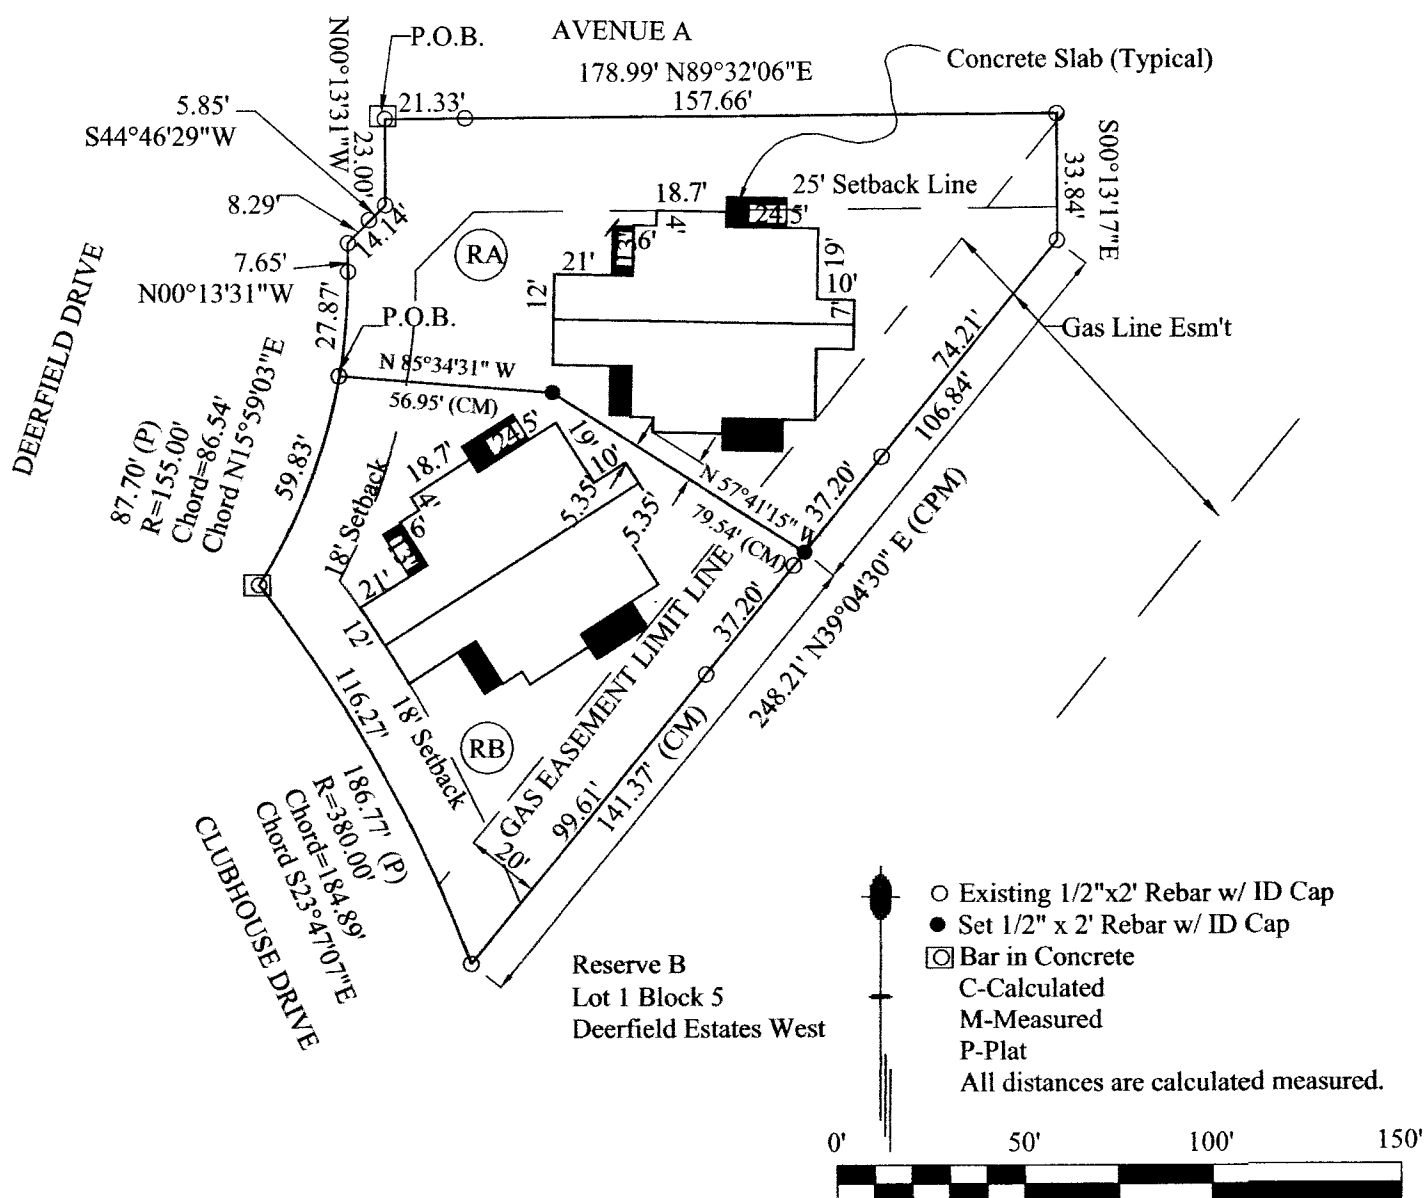 AVENUE A
P.O.B.
178.99' N89°32'06"E
21.33'
157.66'
Concrete Slab (Typical)
N00°13'31"W
23.00'
5.85'
S44°46'29"W
8.29'
14.14'
7.65'
N00°13'31"W
27.87'
S00°13'17"E
33.84'
25' Setback Line
18.7'
4'
24.5'
6'
13'
21'
12'
19'
10'
7'
RA
DEERFIELD DRIVE
P.O.B.
N 85°34'31" W
56.95' (CM)
Gas Line Esm't
74.21'
106.84'
37.20'
87.70' (P)
R=155.00'
Chord=86.54'
Chord N15°59'03"E
59.83'
18' Setback
18.7'
24.5'
4'
6'
13'
21'
12'
19'
10'
5.35'
5.35'
N 57°41'15" W
79.54' (CM)
37.20'
248.21' N39°04'30" E (CPM)
GAS EASEMENT LIMIT LINE
116.27'
18' Setback
RB
99.61'
141.37' (CM)
20'
186.77' (P)
R=380.00'
Chord=184.89'
Chord S23°47'07"E
CLUBHOUSE DRIVE
Reserve B
Lot 1 Block 5
Deerfield Estates West
Existing 1/2"x2' Rebar w/ ID Cap
Set 1/2" x 2' Rebar w/ ID Cap
Bar in Concrete
C-Calculated
M-Measured
P-Plat
All distances are calculated measured.
0' 50' 100' 150'